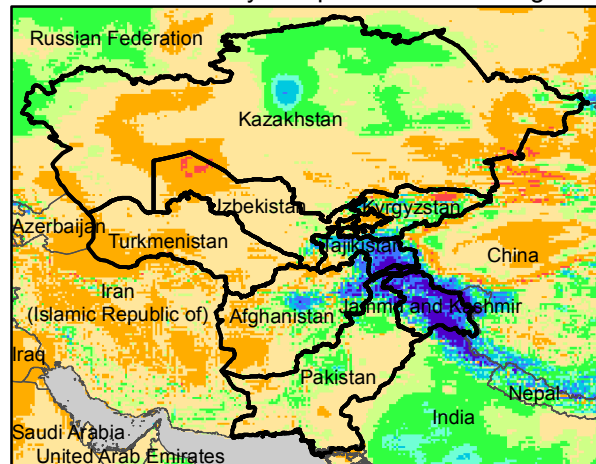 Russian Federation
Kazakhstan
Izbekistan
Kyrgyzstan
Azerbaijan
Turkmenistan
Tajikistan
China
Iran
(Islamic Republic of)
Afghanistan
Jammu and Kashmir
Iraq
Pakistan
Nepal
India
Saudi Arabia
United Arab Emirates